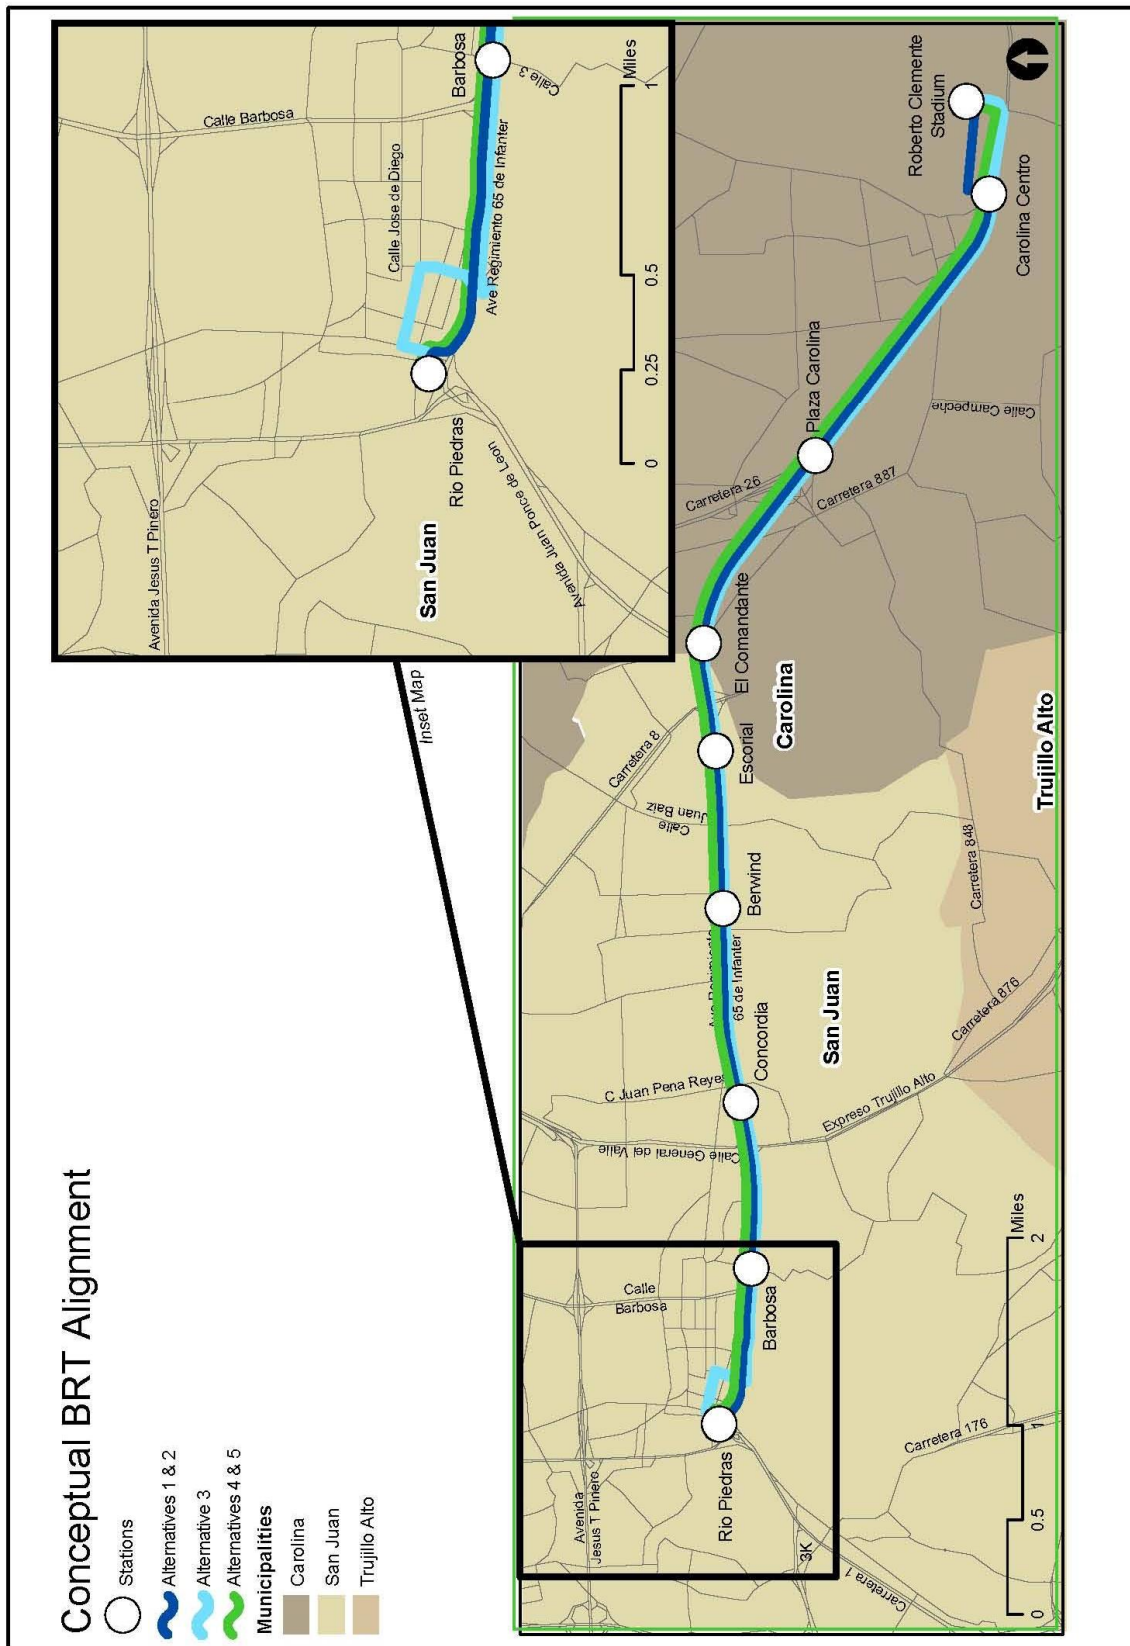 Conceptual BRT Alignment
Stations
Alternatives 1 & 2
Alternative 3
Alternatives 4 & 5
Municipalities
Carolina
San Juan
Trujillo Alto
Avenida Jesus T Pinero
Calle Barbosa
Calle Jose de Diego
Barbosa
Calle 3
Ave Regimiento 65 de Infanter
Rio Piedras
San Juan
Avenida Juan Ponce de Leon
0
0.25
0.5
1
Miles
Inset Map
Avenida
Jesus T Pinero
Calle
Barbosa
Rio Piedras
Barbosa
3K
Carretera 1
Carretera 176
Calle General del Valle
C Juan Pena Reyes
Concordia
Expreso Trujillo Alto
Ave Regimiento
65 de Infanter
San Juan
Berwind
Calle
Juan Baiz
Carretera 8
Escorial
El Comandante
Carolina
Carretera 876
Carretera 848
Trujillo Alto
Carretera 26
Carretera 887
Plaza Carolina
Calle Campeche
Carolina Centro
Roberto Clemente
Stadium
0
0.5
1
2
Miles